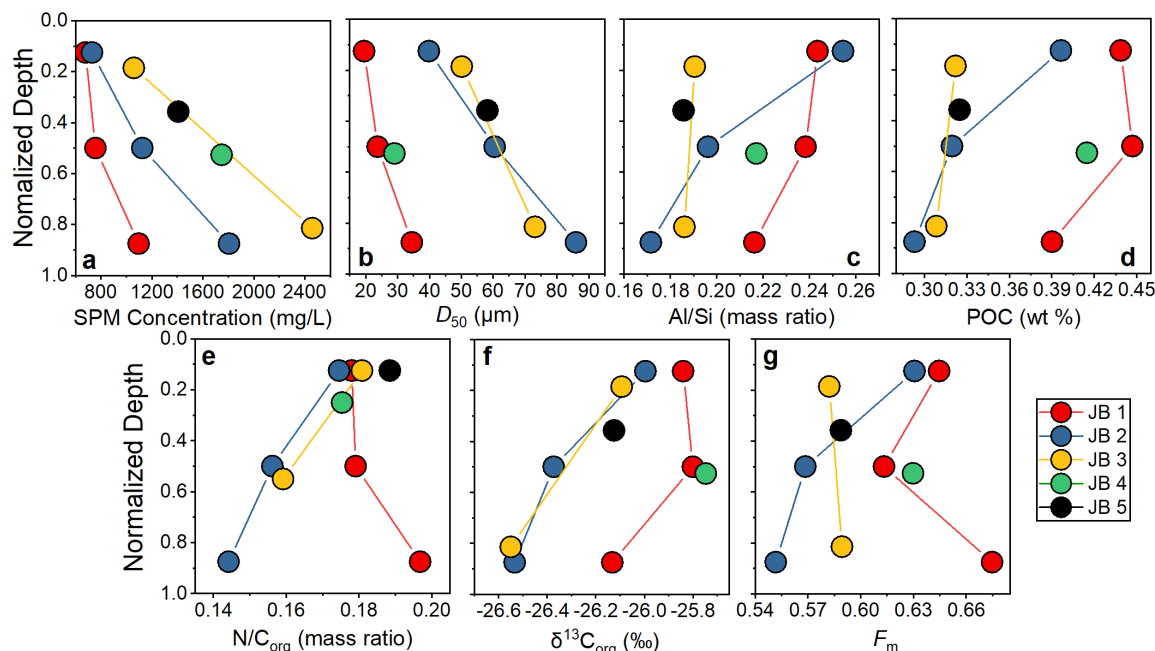 0.0
0.2
0.4
0.6
0.8
1.0
Nomalized Depth
a
b
c
d
800
1200
1600
2000
2400
20
30
40
50
60
70
80
90
0.16
0.18
0.20
0.22
0.24
0.26
0.30
0.33
0.36
0.39
0.42
0.45
SPM Concentration (mg/L)
D50 (μm)
Al/Si (mass ratio)
POC (wt %)
0.0
0.2
0.4
0.6
0.8
1.0
Normalized Depth
e
f
g
JB 1
JB 2
JB 3
JB 4
JB 5
0.14
0.16
0.18
0.20
-26.6
-26.4
-26.2
-26.0
-25.8
0.54
0.57
0.60
0.63
0.66
N/Corg (mass ratio)
δ13Corg (‰)
Fm